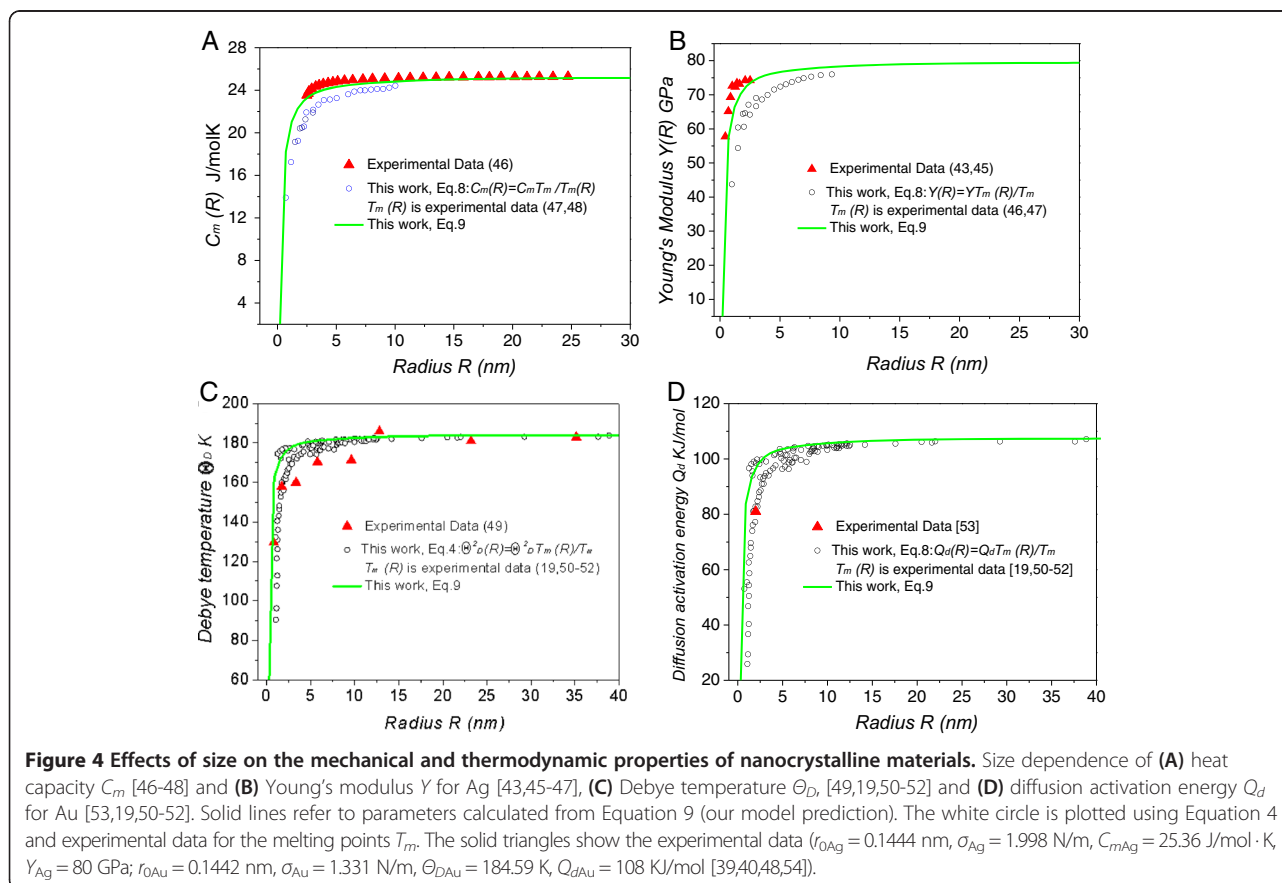 A
28
24
20
16
12
8
4
Cm (R) J/molK
Experimental Data (46)
This work, Eq.8:Cm(R)=CmTm /Tm(R)
Tm (R) is experimental data (47,48)
This work, Eq.9
0 5 10 15 20 25 30
Radius R (nm)
B
80
70
60
50
40
30
20
10
Young's Modulus Y(R) GPa
Experimental Data (43,45)
This work, Eq.8:Y(R)=YTm (R)/Tm
Tm (R) is experimental data (46,47)
This work, Eq.9
0 5 10 15 20 25 30
Radius R (nm)
C
200
180
160
140
120
100
180
60
Debye temperature ΘD K
Experimental Data (49)
This work, Eq.4:Θ²D(R)=Θ²DTm(R)/Tm
Tm (R) is experimental data (19,50-52)
This work, Eq.9
0 5 10 15 20 25 30 35 40
Radius R (nm)
D
120
100
80
60
40
20
Diffusion activation energy Qd KJ/mol
Experimental Data [53]
This work, Eq.8:Qd(R)=QdTm (R)/Tm
Tm (R) is experimental data [19,50-52]
This work, Eq.9
0 5 10 15 20 25 30 35 40
Radius R (nm)
Figure 4 Effects of size on the mechanical and thermodynamic properties of nanocrystalline materials. Size dependence of (A) heat
capacity Cm [46-48] and (B) Young's modulus Y for Ag [43,45-47], (C) Debye temperature ΘD, [49,19,50-52] and (D) diffusion activation energy Qd
for Au [53,19,50-52]. Solid lines refer to parameters calculated from Equation 9 (our model prediction). The white circle is plotted using Equation 4
and experimental data for the melting points Tm. The solid triangles show the experimental data (r0Ag = 0.1444 nm, σAg = 1.998 N/m, CmAg = 25.36 J/mol · K,
YAg = 80 GPa; r0Au = 0.1442 nm, σAu = 1.331 N/m, ΘDAu = 184.59 K, QdAu = 108 KJ/mol [39,40,48,54]).